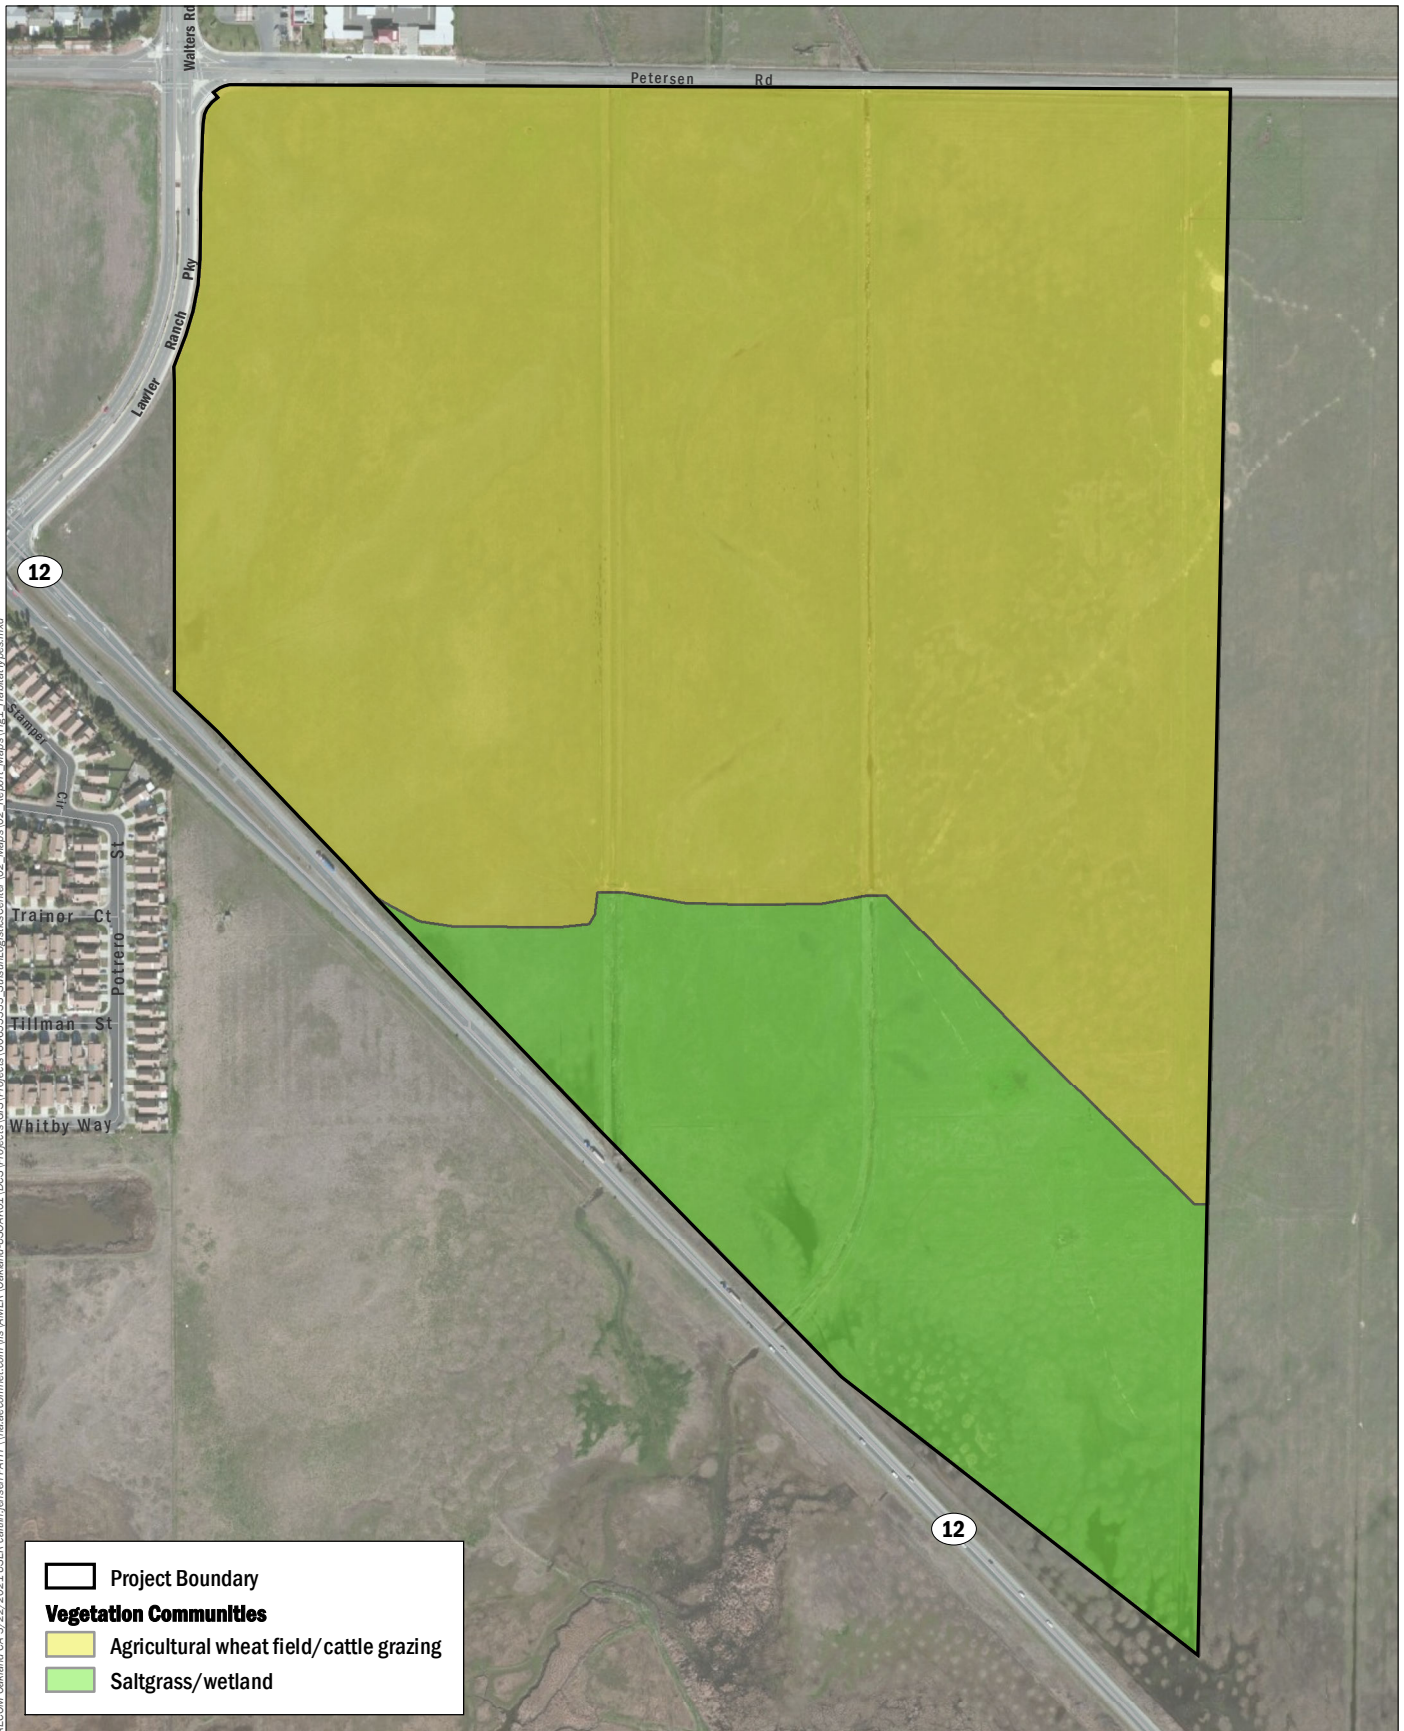 Walters Rd
Petersen Rd
Lawler Ranch Pky
12
Stamper Cir
Trainor Ct
Potrero St
Tillman St
Whitby Way
12
Project Boundary
Vegetation Communities
Agricultural wheat field/cattle grazing
Saltgrass/wetland